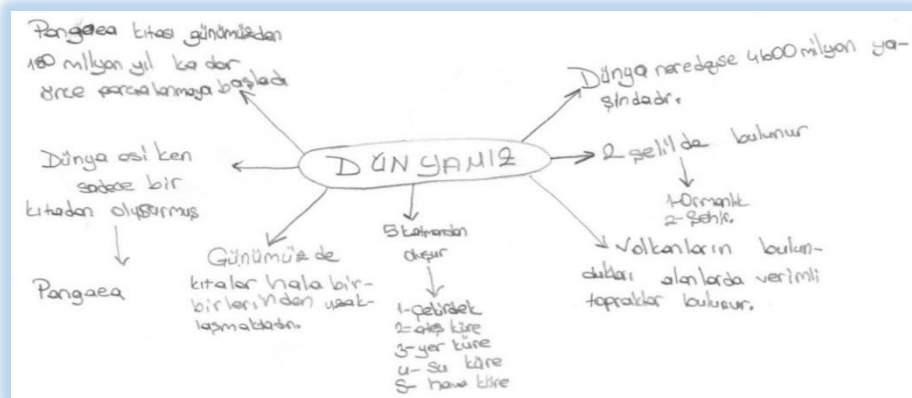 Pangaea kıtası günümüzden
180 milyon yıl kadar
önce parçalanmaya başladı
Dünya neredeyse 4600 milyon ya-
şındadır.
DÜNYAMIZ
2 şekilde bulunur
1-Ormanlık
2-Şehir.
Dünya eski ken
sadece bir
kıtadan oluşurmuş
Pangaea
Günümüzde
kıtalar hala bir-
birlerinden uzak-
laşmaktadır.
5 katmandan
oluşur
1-Çekirdek
2-ateş küre
3-yer küre
4- su küre
5- hava küre
Volkanların bulun-
dukları alanlarda verimli
topraklar bulunur.